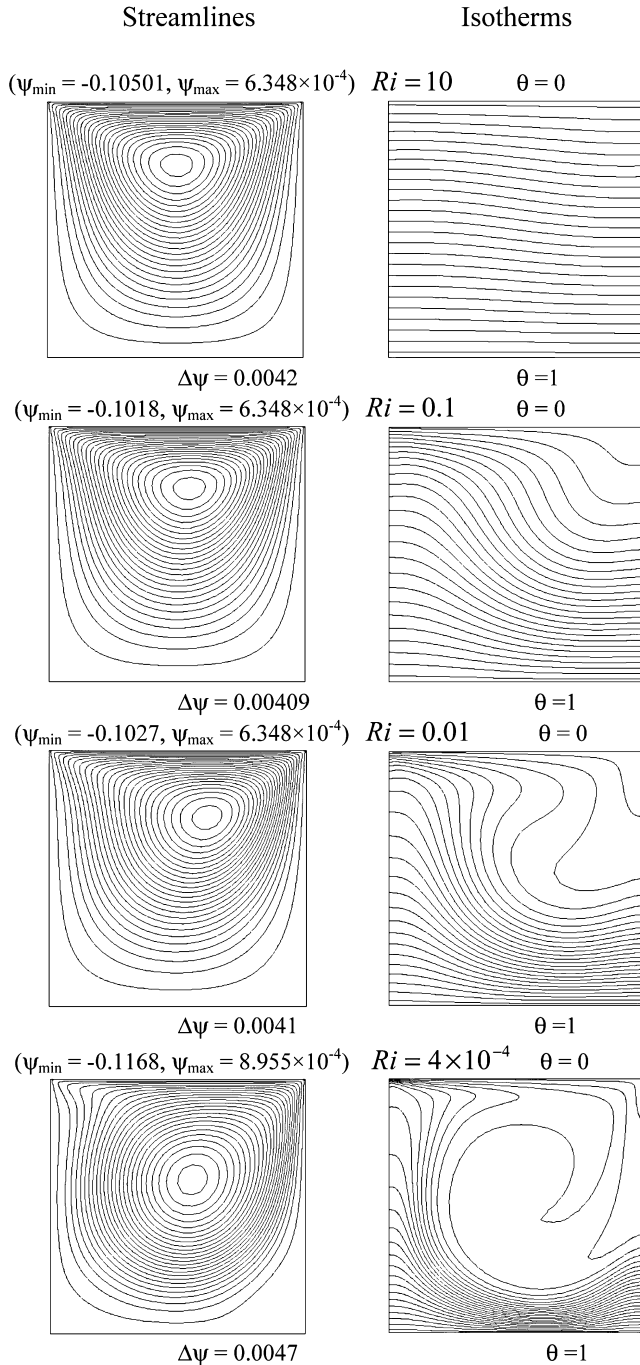 Streamlines Isotherms
(ψmin = -0.10501, ψmax = 6.348×10⁻⁴) Ri = 10 θ = 0
Δψ = 0.0042 θ =1
(ψmin = -0.1018, ψmax = 6.348×10⁻⁴) Ri = 0.1 θ = 0
Δψ = 0.00409 θ =1
(ψmin = -0.1027, ψmax = 6.348×10⁻⁴) Ri = 0.01 θ = 0
Δψ = 0.0041 θ =1
(ψmin = -0.1168, ψmax = 8.955×10⁻⁴) Ri = 4×10⁻⁴ θ = 0
Δψ = 0.0047 θ =1